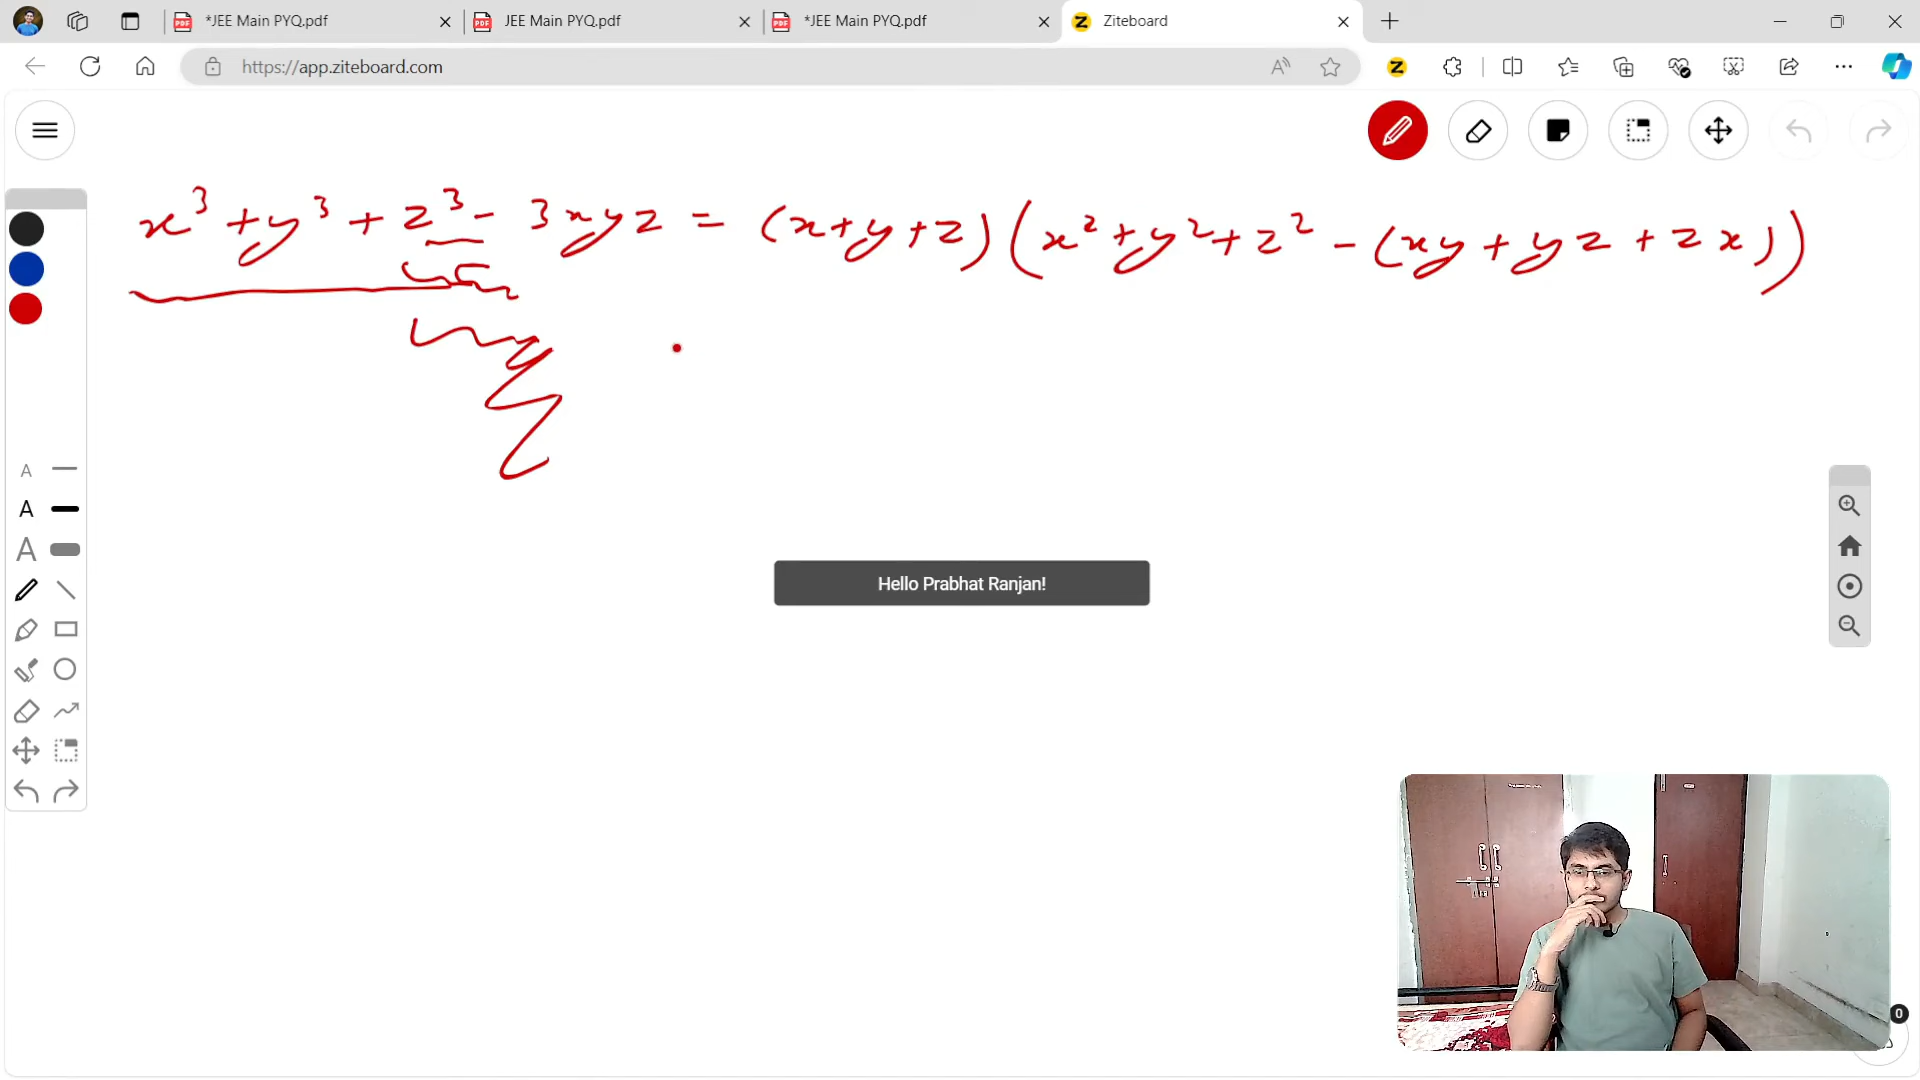 *JEE Main PYQ.pdf
JEE Main PYQ.pdf
*JEE Main PYQ.pdf
Ziteboard
https://app.ziteboard.com
x³ + y³ + z³ - 3xyz = (x+y+z)(x²+y²+z² - (xy + yz + zx))
A
A
A
Hello Prabhat Ranjan!
0